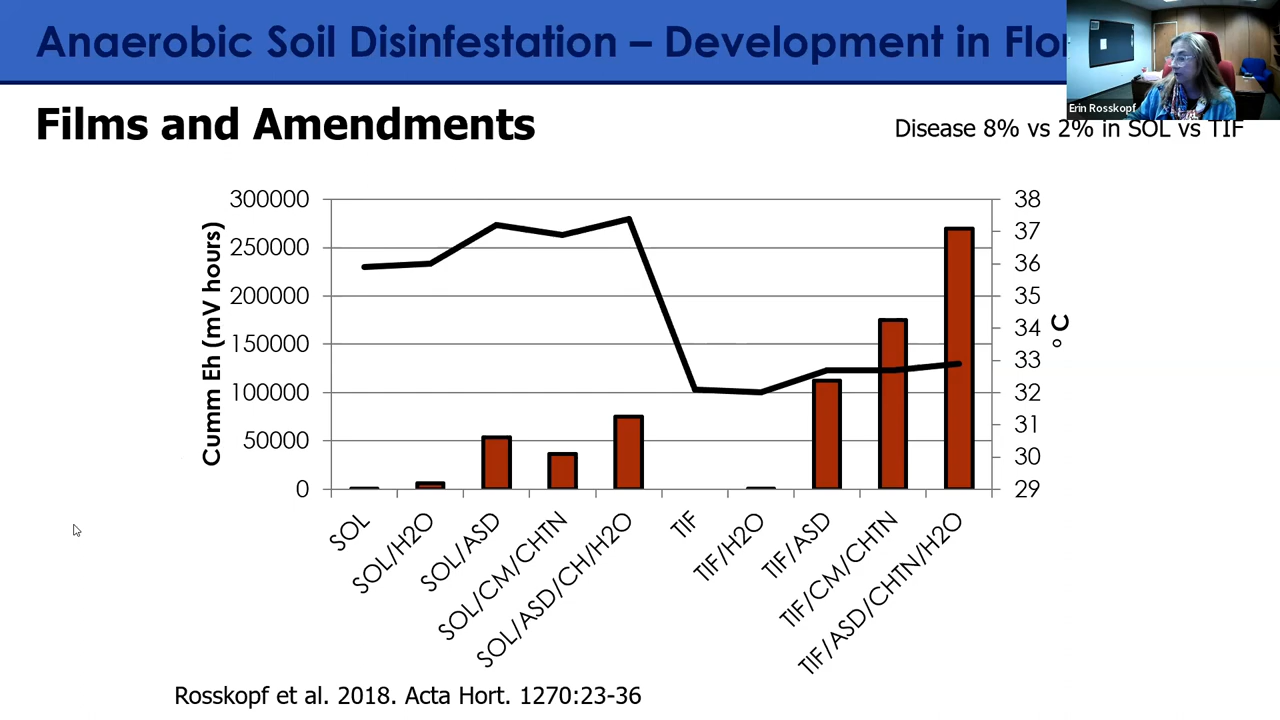 Anaerobic Soil Disinfestation – Development in Flor
Erin Rosskopf
Films and Amendments
Disease 8% vs 2% in SOL vs TIF
Cumm Eh (mV hours)
300000
250000
200000
150000
100000
50000
0
38
37
36
35
34
33
32
31
30
29
° C
SOL
SOL/H2O
SOL/ASD
SOL/CM/CHTN
SOL/ASD/CH/H2O
TIF
TIF/H2O
TIF/ASD
TIF/CM/CHTN
TIF/ASD/CHTN/H2O
Rosskopf et al. 2018. Acta Hort. 1270:23-36